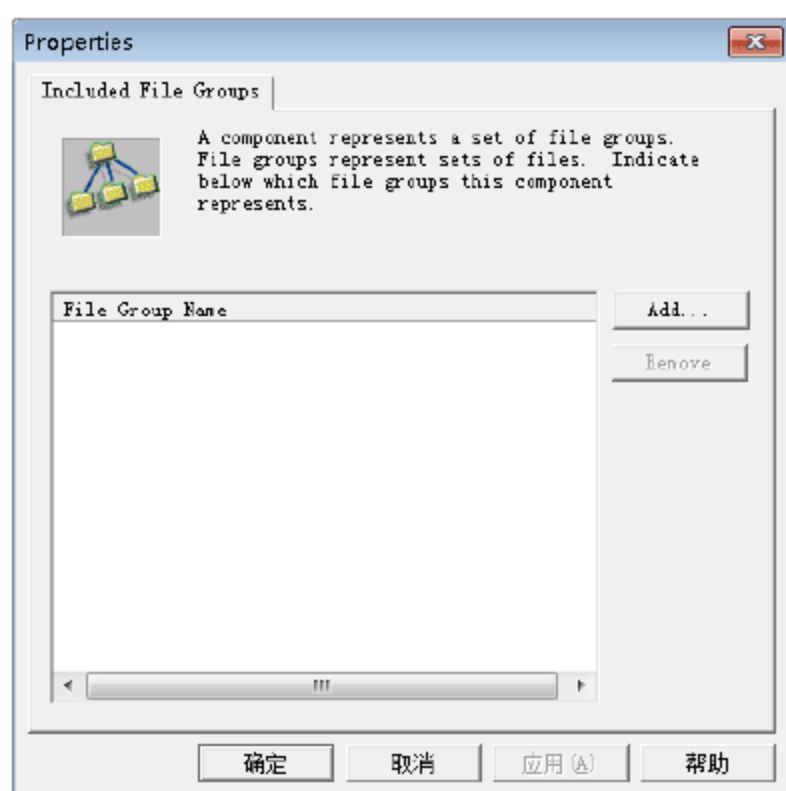 Properties
Included File Groups
A component represents a set of file groups.
File groups represent sets of files. Indicate
below which file groups this component
represents.
File Group Name
Add...
Remove
确定
取消
应用(A)
帮助